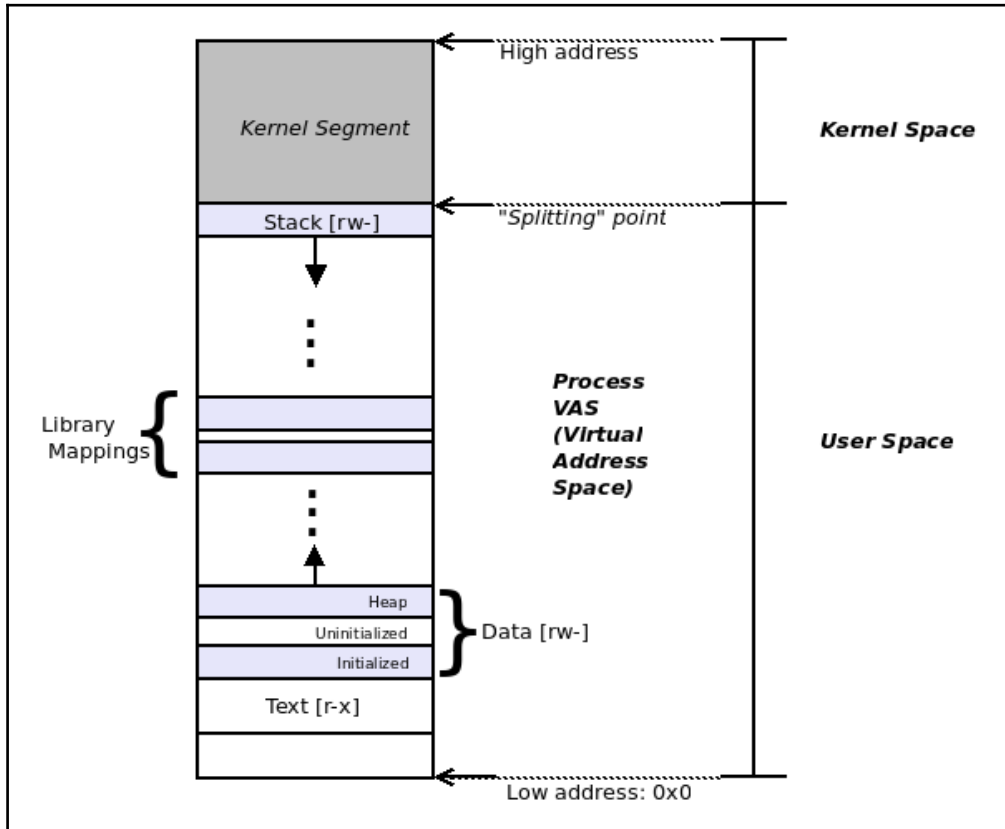 High address
Kernel Segment
Kernel Space
Stack [rw-]
"Splitting" point
Library
Mappings
Process
VAS
(Virtual
Address
Space)
User Space
Heap
Uninitialized
Initialized
Data [rw-]
Text [r-x]
Low address: 0x0